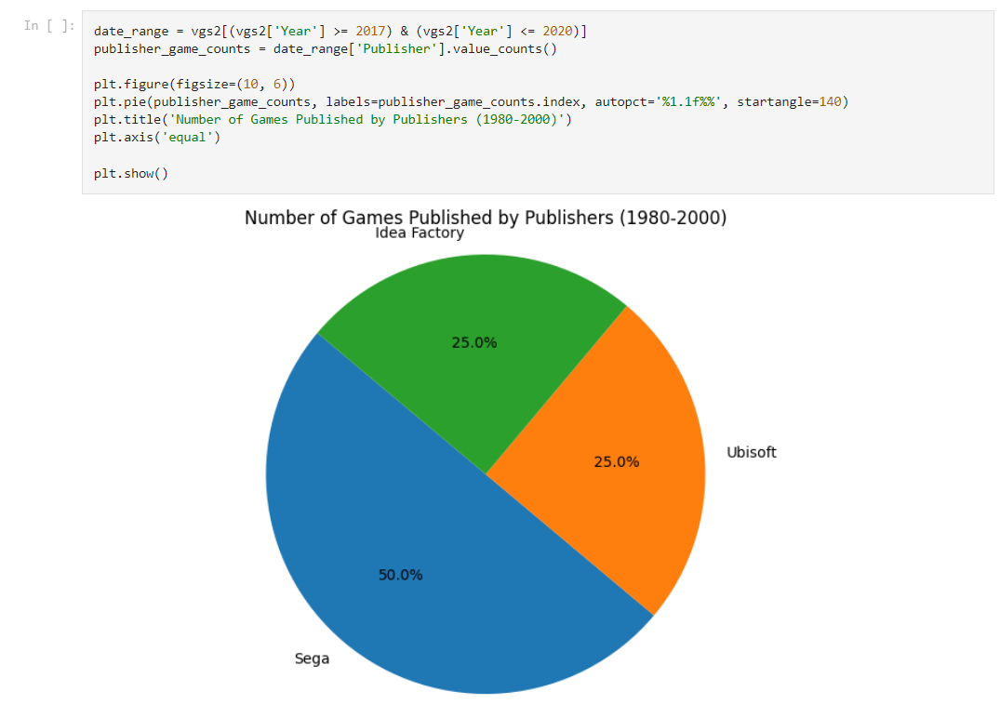 In [ ]:
date_range = vgs2[(vgs2['Year'] >= 2017) & (vgs2['Year'] <= 2020)]
publisher_game_counts = date_range['Publisher'].value_counts()
plt.figure(figsize=(10, 6))
plt.pie(publisher_game_counts, labels=publisher_game_counts.index, autopct='%1.1f%%', startangle=140)
plt.title('Number of Games Published by Publishers (1980-2000)')
plt.axis('equal')
plt.show()
Number of Games Published by Publishers (1980-2000)
Idea Factory
25.0%
Ubisoft
25.0%
50.0%
Sega